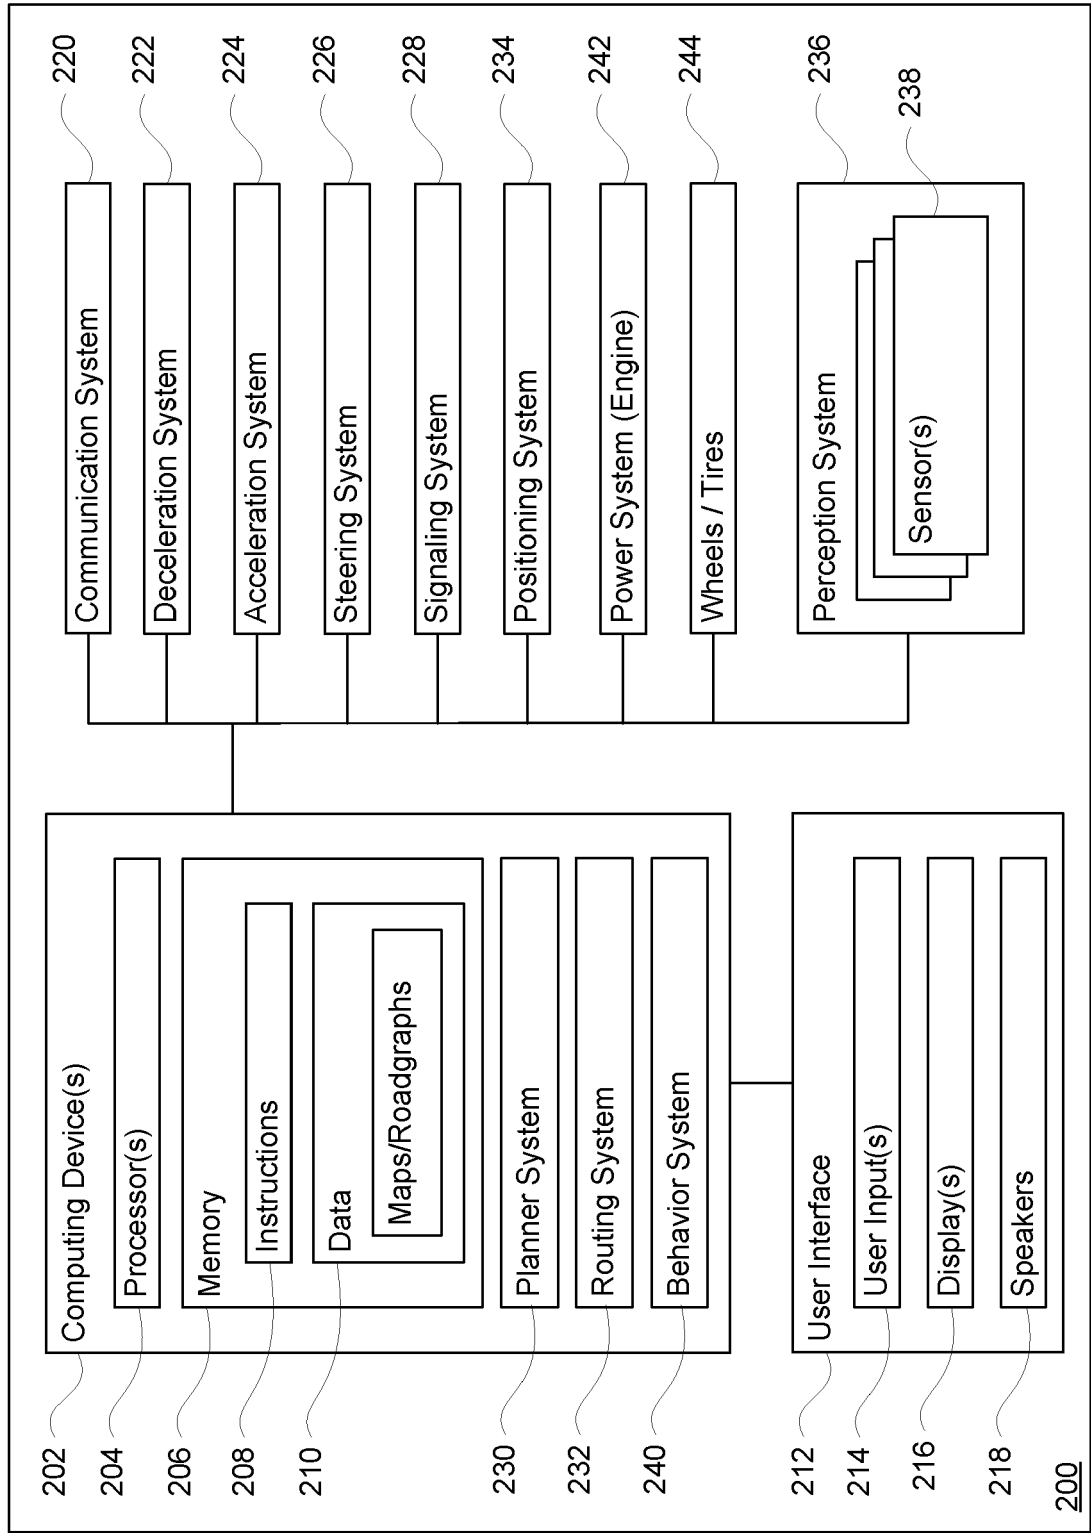 202
Computing Device(s)
204
Processor(s)
206
Memory
208
Instructions
210
Data
Maps/Roadgraphs
230
Planner System
232
Routing System
240
Behavior System
212
User Interface
214
User Input(s)
216
Display(s)
218
Speakers
Communication System
220
Deceleration System
222
Acceleration System
224
Steering System
226
Signaling System
228
Positioning System
234
Power System (Engine)
242
Wheels / Tires
244
Perception System
236
Sensor(s)
238
200